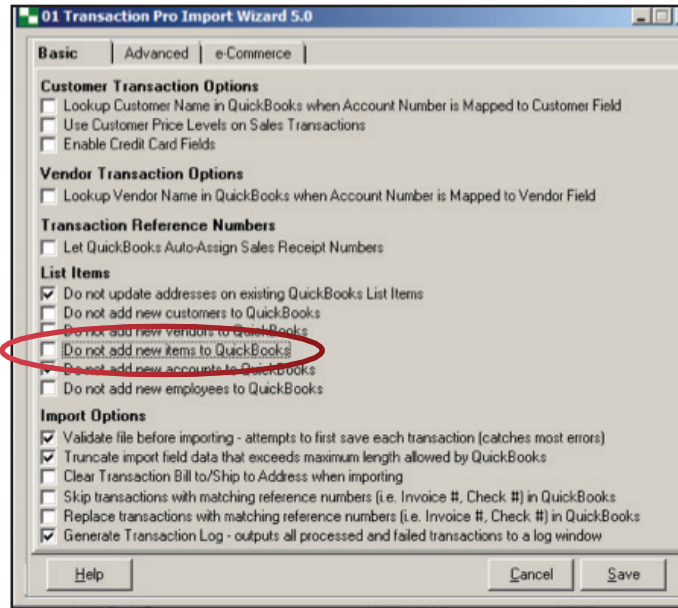 01 Transaction Pro Import Wizard 5.0
Basic Advanced e-Commerce
Customer Transaction Options
Lookup Customer Name in QuickBooks when Account Number is Mapped to Customer Field
Use Customer Price Levels on Sales Transactions
Enable Credit Card Fields
Vendor Transaction Options
Lookup Vendor Name in QuickBooks when Account Number is Mapped to Vendor Field
Transaction Reference Numbers
Let QuickBooks Auto-Assign Sales Receipt Numbers
List Items
Do not update addresses on existing QuickBooks List Items
Do not add new customers to QuickBooks
Do not add new vendors to QuickBooks
Do not add new items to QuickBooks
Do not add new accounts to QuickBooks
Do not add new employees to QuickBooks
Import Options
Validate file before importing - attempts to first save each transaction (catches most errors)
Truncate import field data that exceeds maximum length allowed by QuickBooks
Clear Transaction Bill to/Ship to Address when importing
Skip transactions with matching reference numbers (i.e. Invoice #, Check #) in QuickBooks
Replace transactions with matching reference numbers (i.e. Invoice #, Check #) in QuickBooks
Generate Transaction Log - outputs all processed and failed transactions to a log window
Help Cancel Save